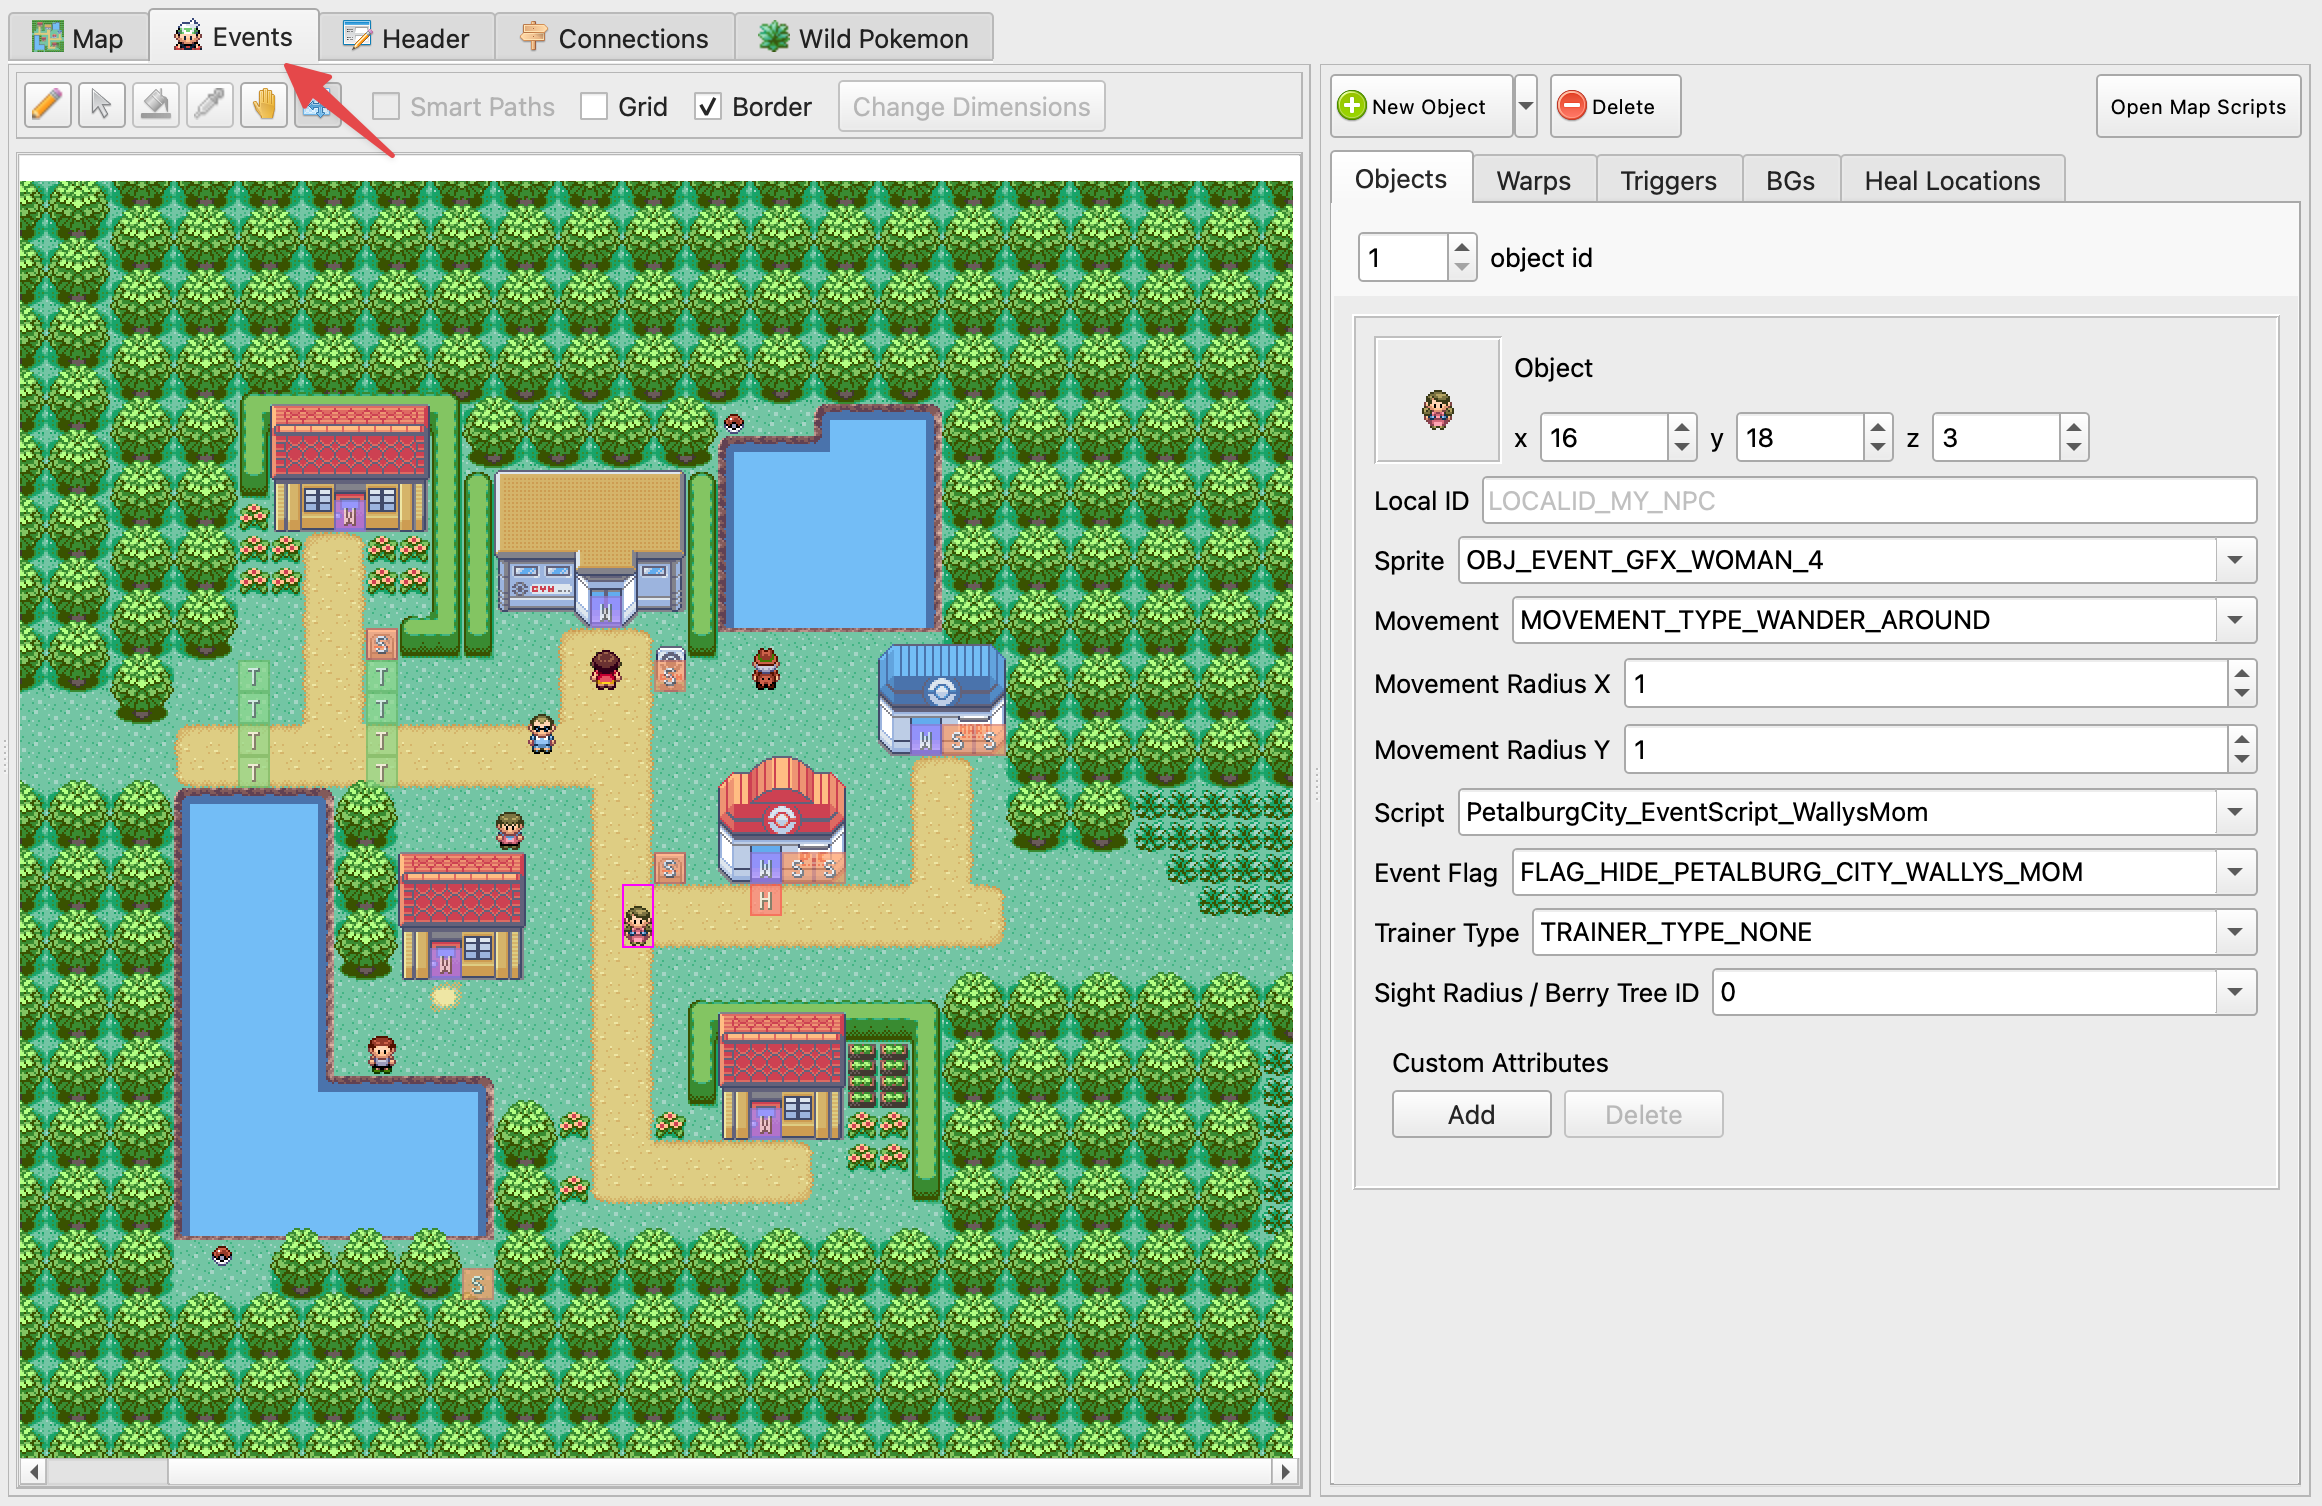 Map
Events
Header
Connections
Wild Pokemon
Smart Paths
Grid
Border
Change Dimensions
New Object
Delete
Open Map Scripts
Objects
Warps
Triggers
BGs
Heal Locations
1
object id
Object
x 16 y 18 z 3
Local ID LOCALID_MY_NPC
Sprite OBJ_EVENT_GFX_WOMAN_4
Movement MOVEMENT_TYPE_WANDER_AROUND
Movement Radius X 1
Movement Radius Y 1
Script PetalburgCity_EventScript_WallysMom
Event Flag FLAG_HIDE_PETALBURG_CITY_WALLYS_MOM
Trainer Type TRAINER_TYPE_NONE
Sight Radius / Berry Tree ID 0
Custom Attributes
Add
Delete
W
GYM
W
S
S
T T
T T
T T
T T
W S S
S
W S S
H
W
W
S